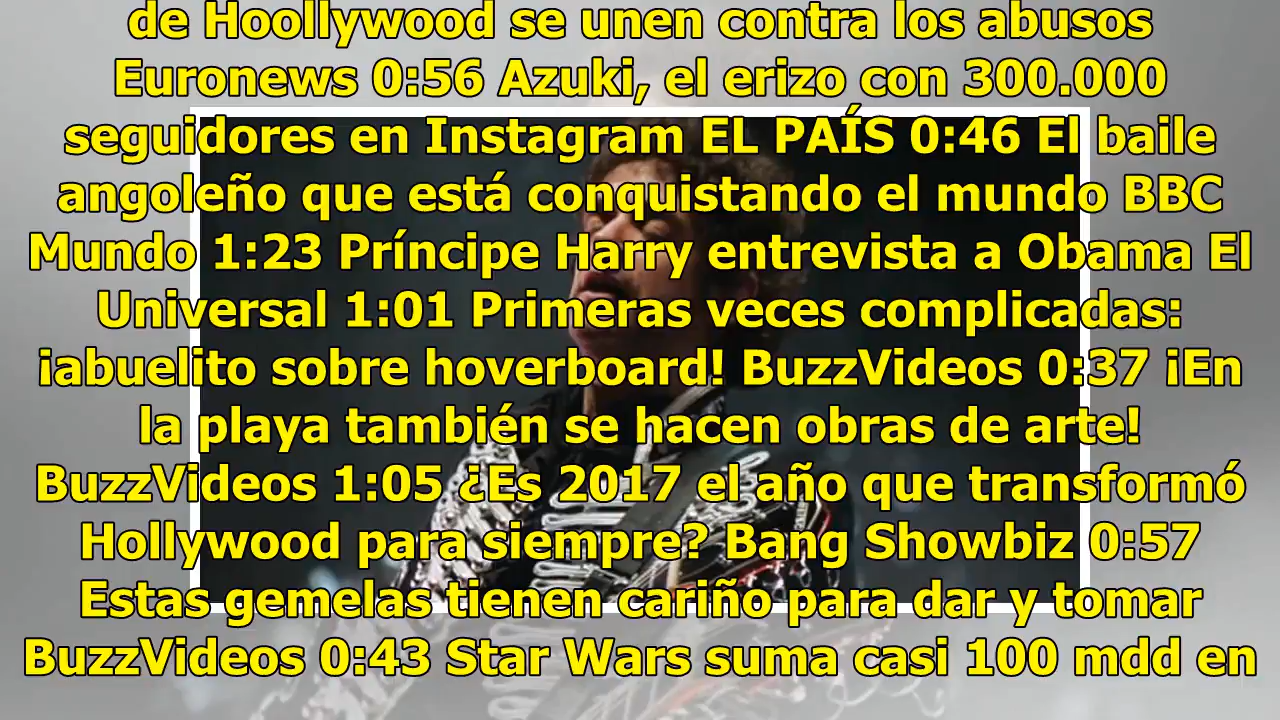 de Hoollywood se unen contra los abusos
Euronews 0:56 Azuki, el erizo con 300.000
seguidores en Instagram EL PAÍS 0:46 El baile
angoleño que está conquistando el mundo BBC
Mundo 1:23 Príncipe Harry entrevista a Obama El
Universal 1:01 Primeras veces complicadas:
¡abuelito sobre hoverboard! BuzzVideos 0:37 ¡En
la playa también se hacen obras de arte!
BuzzVideos 1:05 ¿Es 2017 el año que transformó
Hollywood para siempre? Bang Showbiz 0:57
Estas gemelas tienen cariño para dar y tomar
BuzzVideos 0:43 Star Wars suma casi 100 mdd en